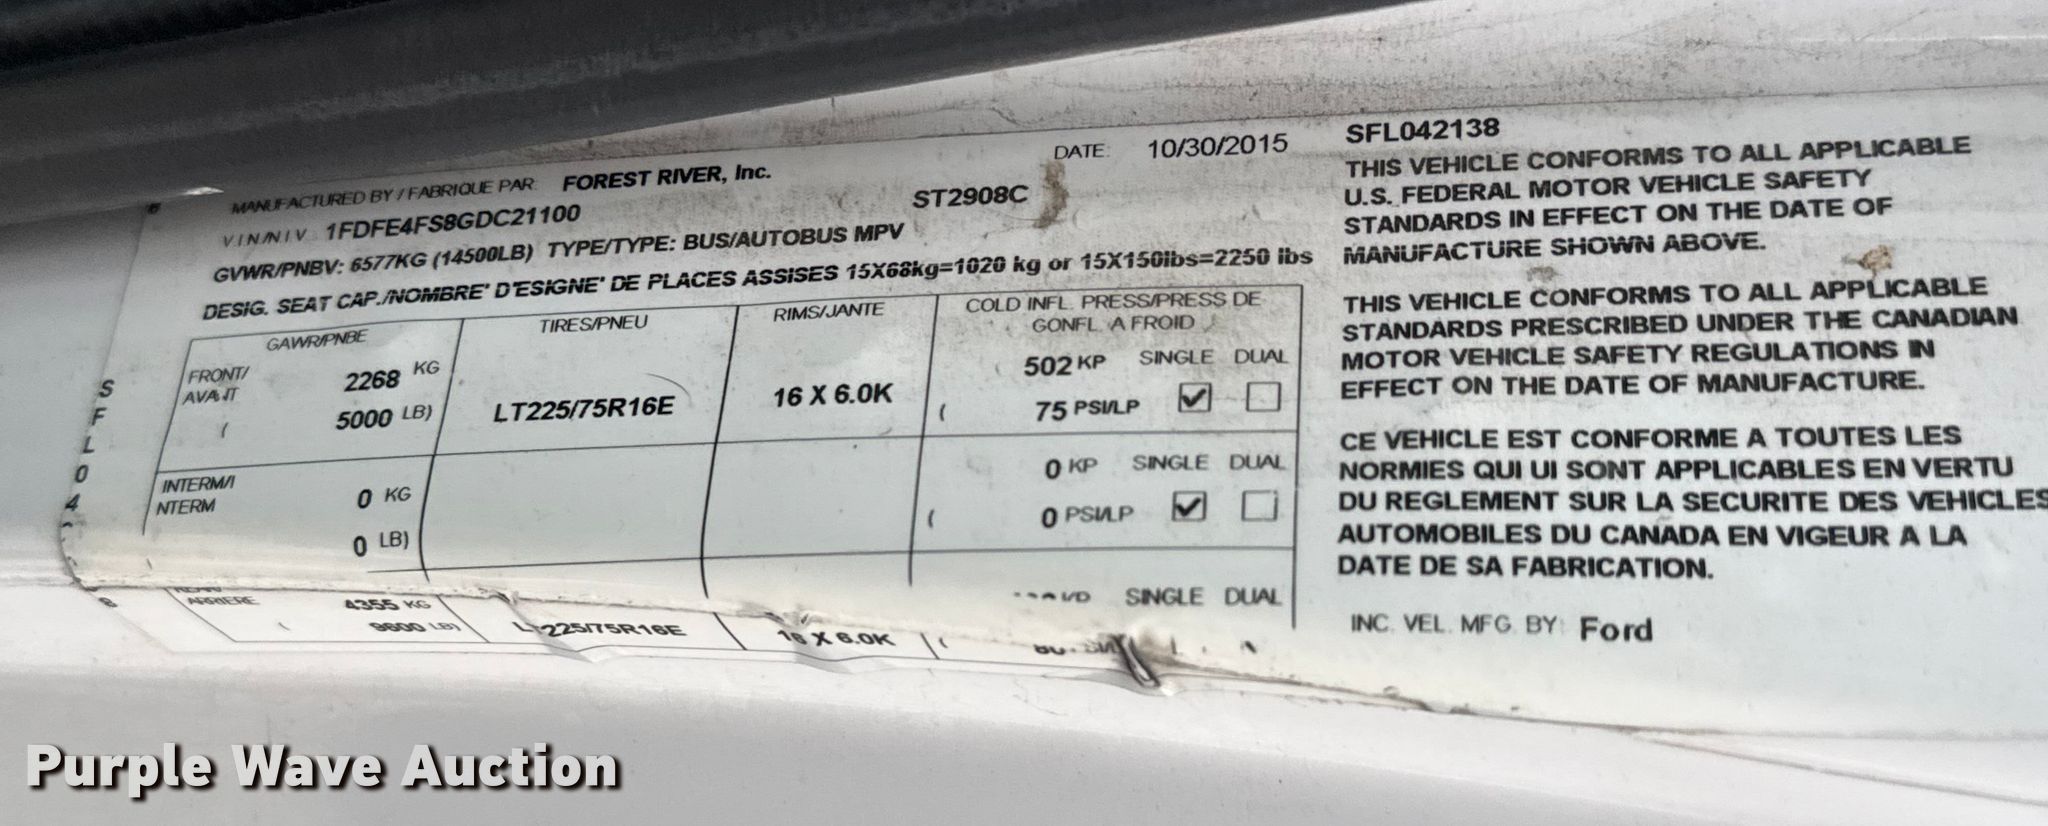 MANUFACTURED BY / FABRIQUE PAR: FOREST RIVER, Inc.
DATE: 10/30/2015
V I N/N I V 1FDFE4FS8GDC21100
ST2908C
GVWR/PNBV: 6577KG (14500LB) TYPE/TYPE: BUS/AUTOBUS MPV
DESIG. SEAT CAP./NOMBRE' D'ESIGNE' DE PLACES ASSISES 15X68kg=1020 kg or 15X150lbs=2250 lbs
GAWR/PNBE TIRES/PNEU RIMS/JANTE COLD INFL. PRESS/PRESS DE
GONFL. A FROID
FRONT/ 2268 KG 502 KP SINGLE DUAL
AVANT LT225/75R16E 16 X 6.0K
( 5000 LB) ( 75 PSI/LP
INTERM/I 0 KG 0 KP SINGLE DUAL
NTERM
0 LB) ( 0 PSI/LP
SINGLE DUAL
ARRIERE 4355 KG
( 9600 LB) LT225/75R16E 16 X 6.0K (
S
F
L
0
4
8
SFL042138
THIS VEHICLE CONFORMS TO ALL APPLICABLE
U.S. FEDERAL MOTOR VEHICLE SAFETY
STANDARDS IN EFFECT ON THE DATE OF
MANUFACTURE SHOWN ABOVE.
THIS VEHICLE CONFORMS TO ALL APPLICABLE
STANDARDS PRESCRIBED UNDER THE CANADIAN
MOTOR VEHICLE SAFETY REGULATIONS IN
EFFECT ON THE DATE OF MANUFACTURE.
CE VEHICLE EST CONFORME A TOUTES LES
NORMIES QUI UI SONT APPLICABLES EN VERTU
DU REGLEMENT SUR LA SECURITE DES VEHICLES
AUTOMOBILES DU CANADA EN VIGEUR A LA
DATE DE SA FABRICATION.
INC. VEL. MFG. BY: Ford
Purple Wave Auction